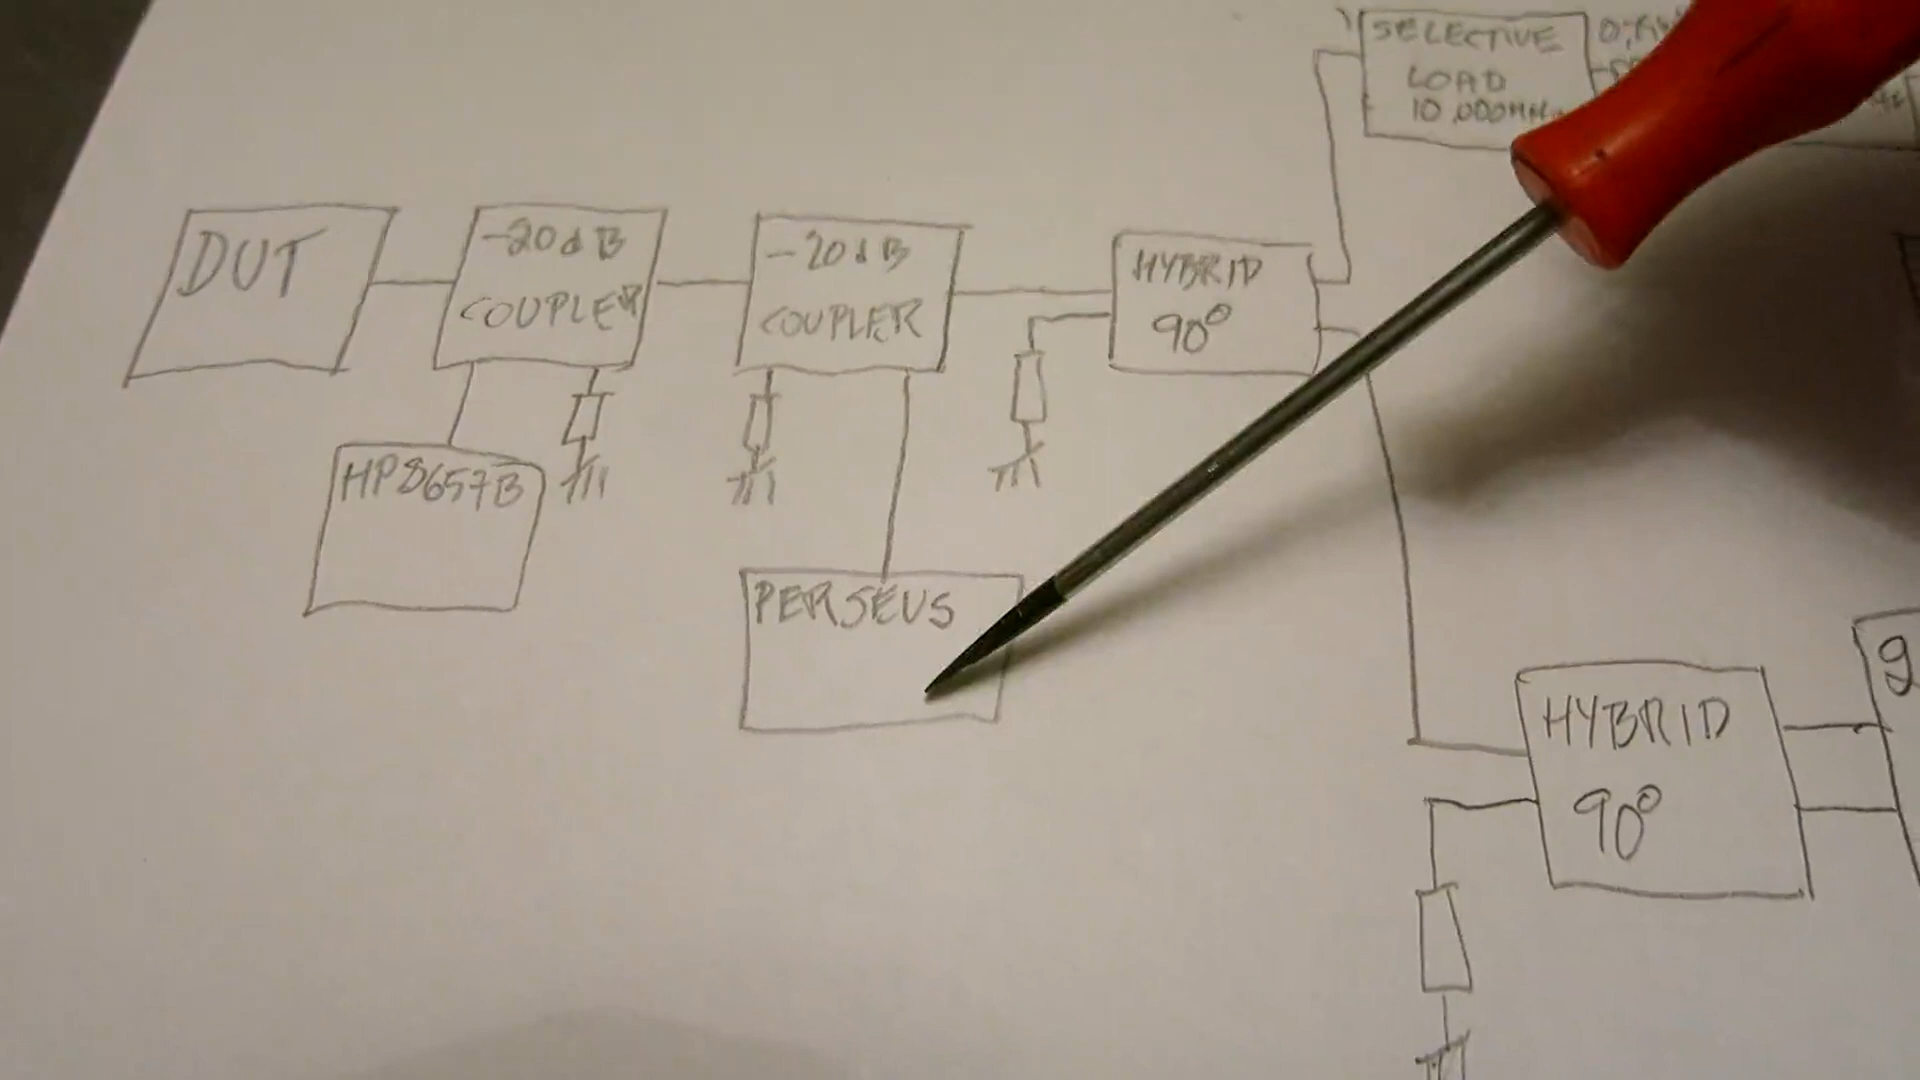 SELECTIVE
LOAD
DUT
-20dB
COUPLER
-20dB
COUPLER
HYBRID
90°
HP8657B
PERSEUS
HYBRID
90°